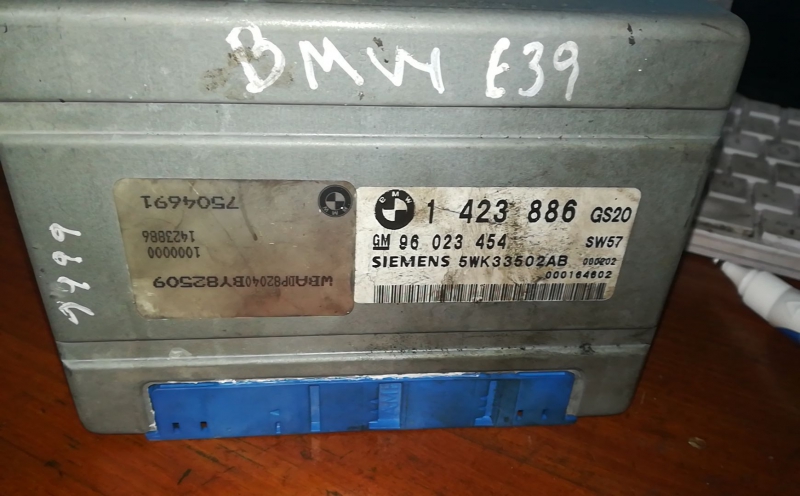 BMW E39
7504691
1423886
1000000
WBADP82040BY82509
BMW 1 423 886 GS20
GM 96 023 454 SW57
SIEMENS 5WK33502AB 000202
000164602